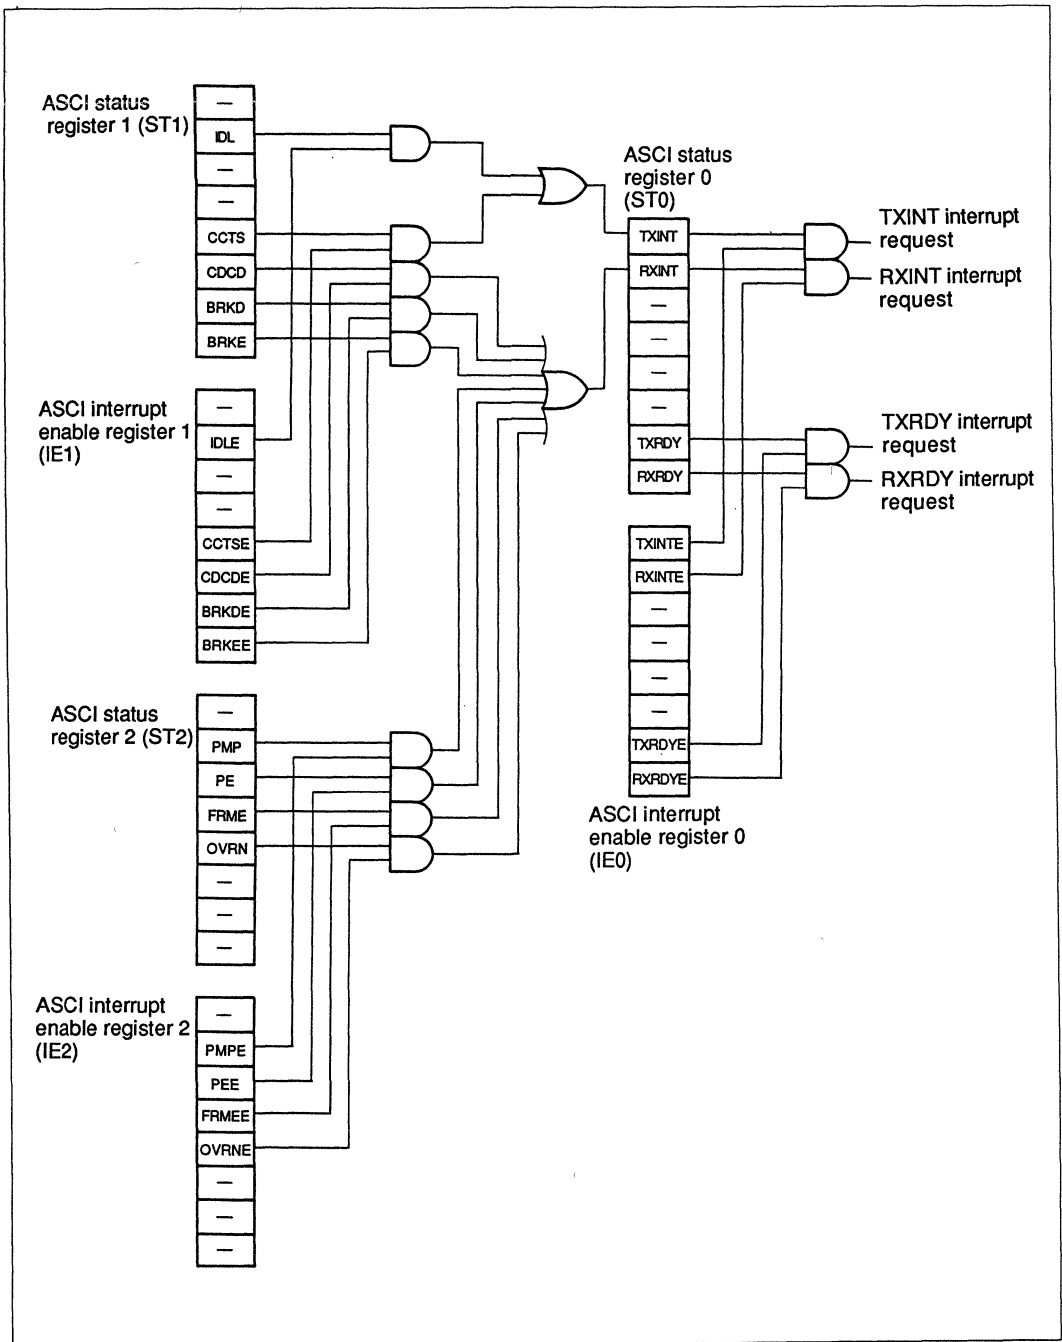 ASCI status
register 1 (ST1)
—
IDL
—
—
CCTS
CDCD
BRKD
BRKE
ASCI interrupt
enable register 1
(IE1)
—
IDLE
—
—
CCTSE
CDCDE
BRKDE
BRKEE
ASCI status
register 2 (ST2)
—
PMP
PE
FRME
OVRN
—
—
—
ASCI interrupt
enable register 2
(IE2)
—
PMPE
PEE
FRMEE
OVRNE
—
—
—
ASCI status
register 0
(ST0)
TXINT
RXINT
—
—
—
—
TXRDY
RXRDY
TXINTE
RXINTE
—
—
—
—
TXRDYE
RXRDYE
ASCI interrupt
enable register 0
(IE0)
TXINT interrupt
request
RXINT interrupt
request
TXRDY interrupt
request
RXRDY interrupt
request